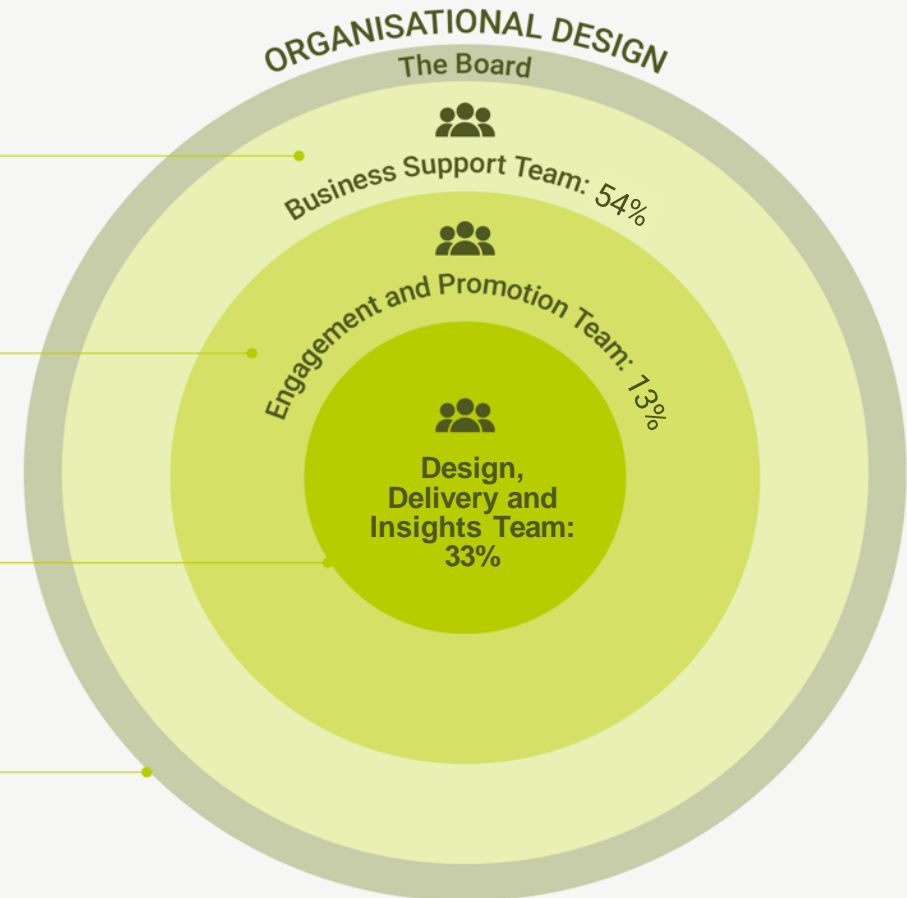 ORGANISATIONAL DESIGN
The Board
Business Support Team: 54%
Engagement and Promotion Team: 13%
Design,
Delivery and
Insights Team:
33%